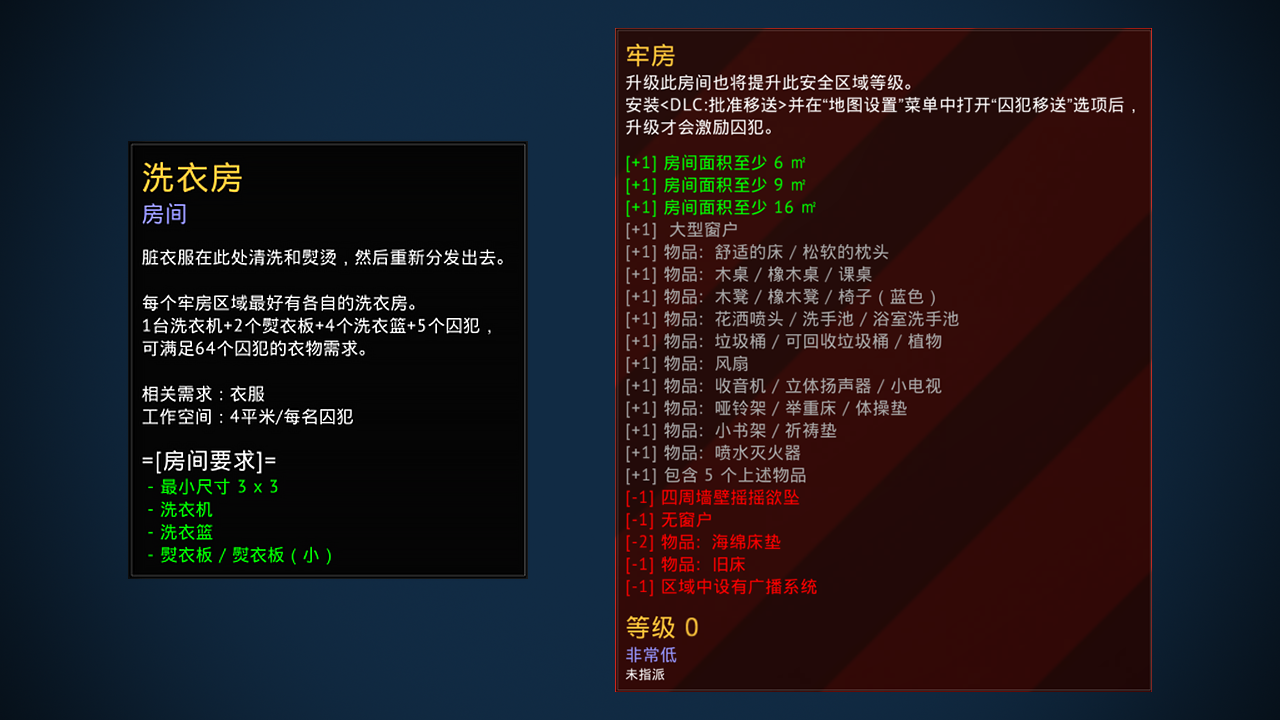 洗衣房
房间
脏衣服在此处清洗和熨烫，然后重新分发出去。
每个牢房区域最好有各自的洗衣房。
1台洗衣机+2个熨衣板+4个洗衣篮+5个囚犯，
可满足64个囚犯的衣物需求。
相关需求：衣服
工作空间：4平米/每名囚犯
=[房间要求]=
- 最小尺寸 3 x 3
- 洗衣机
- 洗衣篮
- 熨衣板 / 熨衣板（小）
牢房
升级此房间也将提升此安全区域等级。
安装<DLC:批准移送>并在“地图设置”菜单中打开“囚犯移送”选项后，
升级才会激励囚犯。
[+1] 房间面积至少 6 ㎡
[+1] 房间面积至少 9 ㎡
[+1] 房间面积至少 16 ㎡
[+1] 大型窗户
[+1] 物品：舒适的床 / 松软的枕头
[+1] 物品：木桌 / 橡木桌 / 课桌
[+1] 物品：木凳 / 橡木凳 / 椅子（蓝色）
[+1] 物品：花洒喷头 / 洗手池 / 浴室洗手池
[+1] 物品：垃圾桶 / 可回收垃圾桶 / 植物
[+1] 物品：风扇
[+1] 物品：收音机 / 立体扬声器 / 小电视
[+1] 物品：哑铃架 / 举重床 / 体操垫
[+1] 物品：小书架 / 祈祷垫
[+1] 物品：喷水灭火器
[+1] 包含 5 个上述物品
[-1] 四周墙壁摇摇欲坠
[-1] 无窗户
[-2] 物品：海绵床垫
[-1] 物品：旧床
[-1] 区域中设有广播系统
等级 0
非常低
未指派